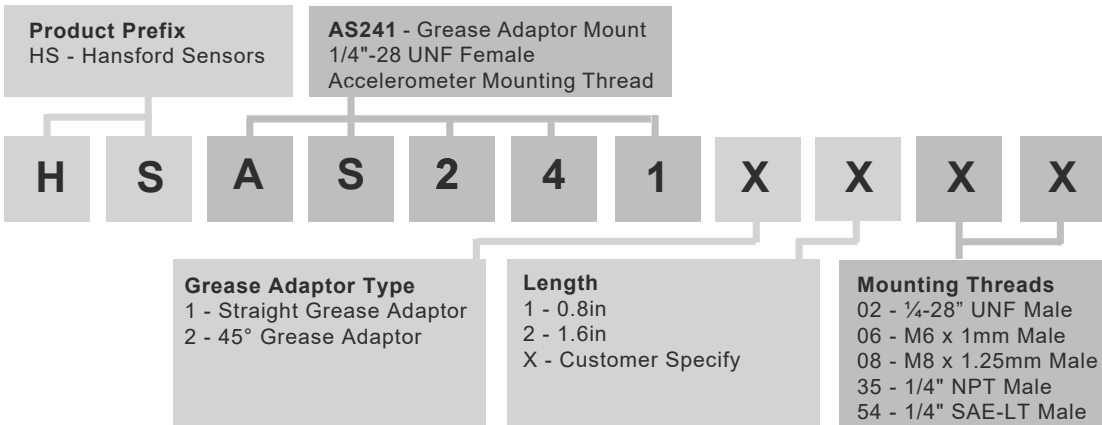 Product Prefix
HS - Hansford Sensors
AS241 - Grease Adaptor Mount
1/4"-28 UNF Female
Accelerometer Mounting Thread
H S A S 2 4 1 X X X X
Grease Adaptor Type
1 - Straight Grease Adaptor
2 - 45° Grease Adaptor
Length
1 - 0.8in
2 - 1.6in
X - Customer Specify
Mounting Threads
02 - ¼-28” UNF Male
06 - M6 x 1mm Male
08 - M8 x 1.25mm Male
35 - 1/4" NPT Male
54 - 1/4" SAE-LT Male